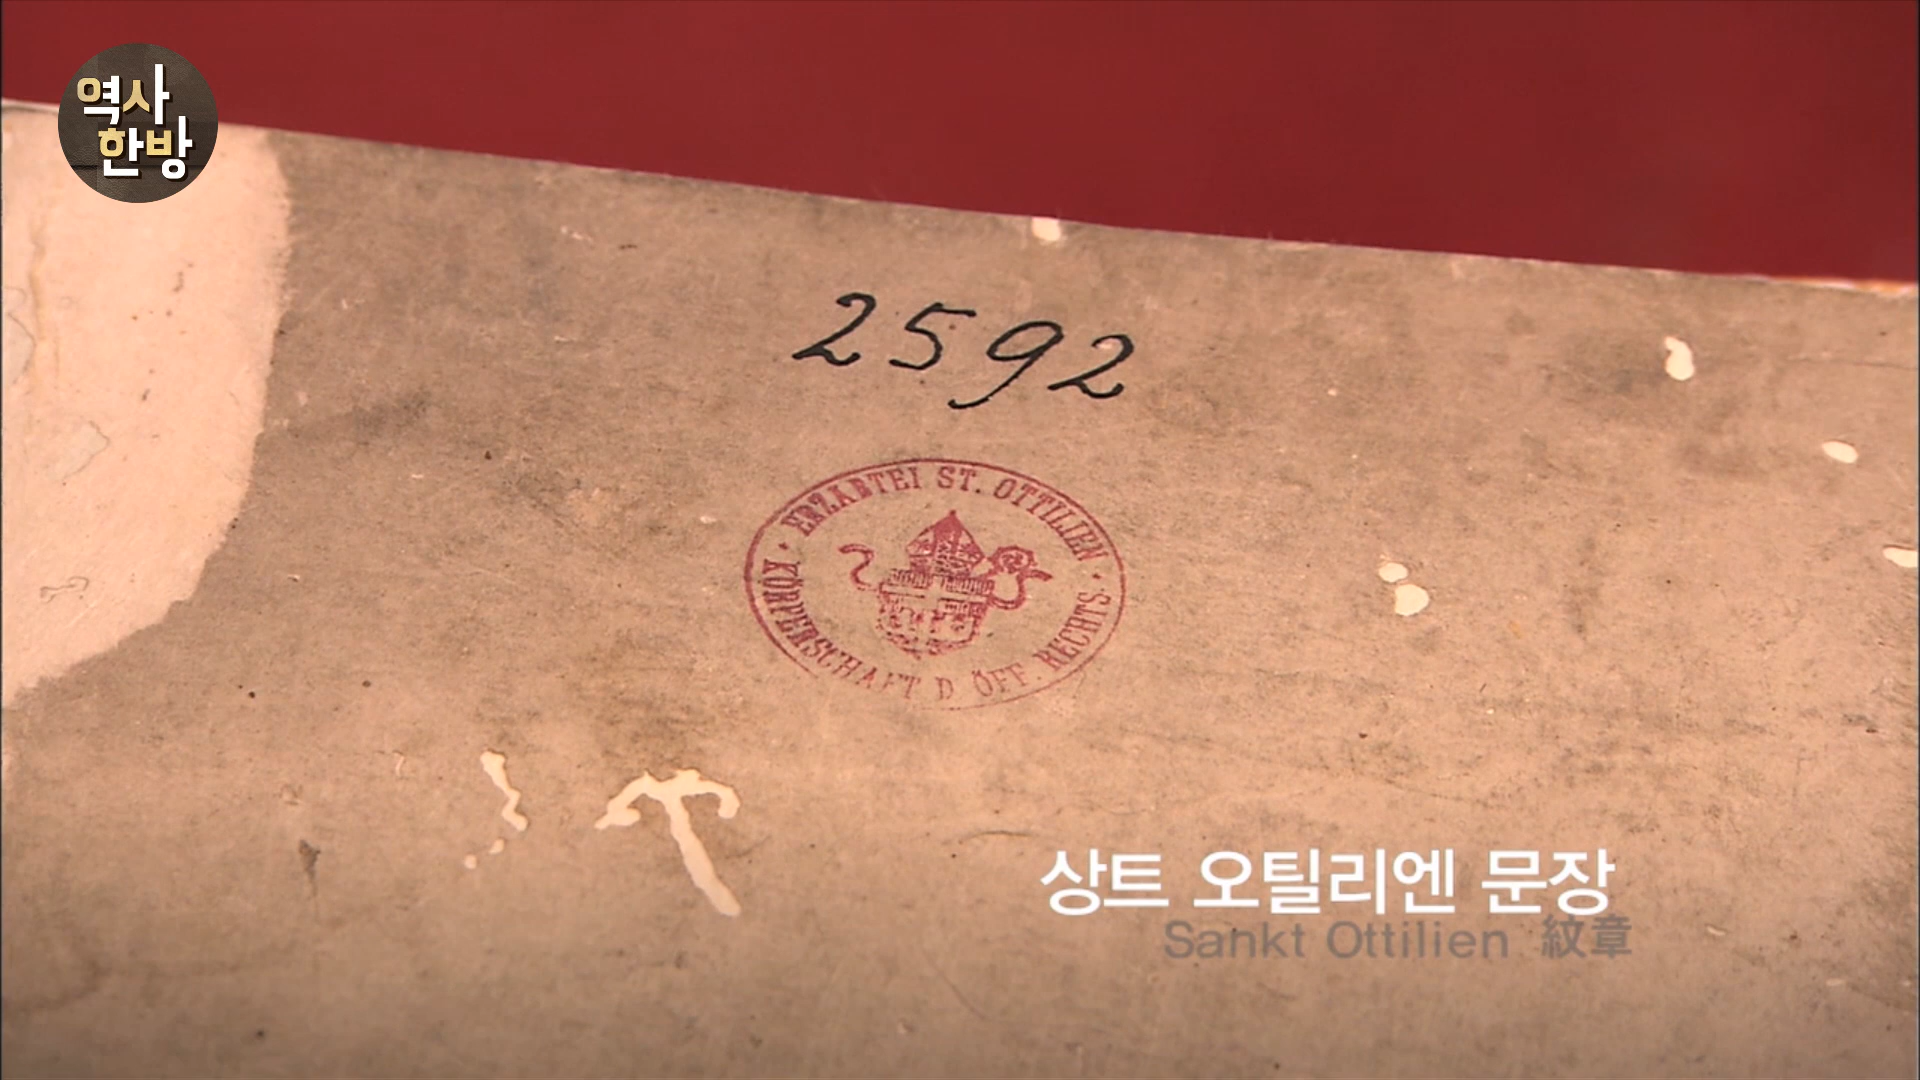 역사
한방
2592
ERZABTEI ST. OTTILIEN
KÖRPERSCHAFT D. ÖFF. RECHTS
상트 오틸리엔 문장
Sankt Ottilien 紋章